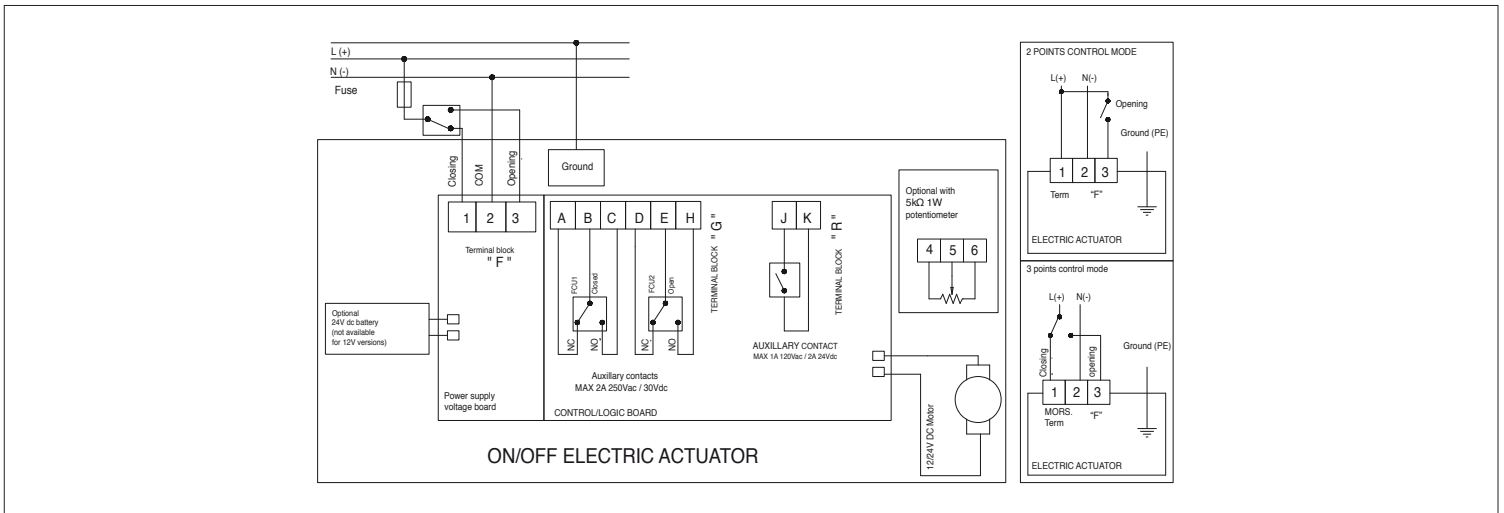 L (+)
N (-)
Fuse
Closing
COM
Opening
Ground
1 2 3
Terminal block
" F "
Optional
24V dc battery
(not available
for 12V versions)
Power supply
voltage board
A B C D E H
TERMINAL BLOCK " G "
FCU1
Closed
NC
NO
FCU2
Open
NC
NO
Auxillary contacts
MAX 2A 250Vac / 30Vdc
CONTROL/LOGIC BOARD
J K
TERMINAL BLOCK " R "
AUXILLARY CONTACT
MAX 1A 120Vac / 2A 24Vdc
Optional with
5kΩ 1W
potentiometer
4 5 6
12/24V DC Motor
ON/OFF ELECTRIC ACTUATOR
2 POINTS CONTROL MODE
L(+) N(-)
Opening
Ground (PE)
1 2 3
Term "F"
ELECTRIC ACTUATOR
3 points control mode
L(+) N(-)
Ground (PE)
Closing
opening
1 2 3
MORS. "F"
Term
ELECTRIC ACTUATOR